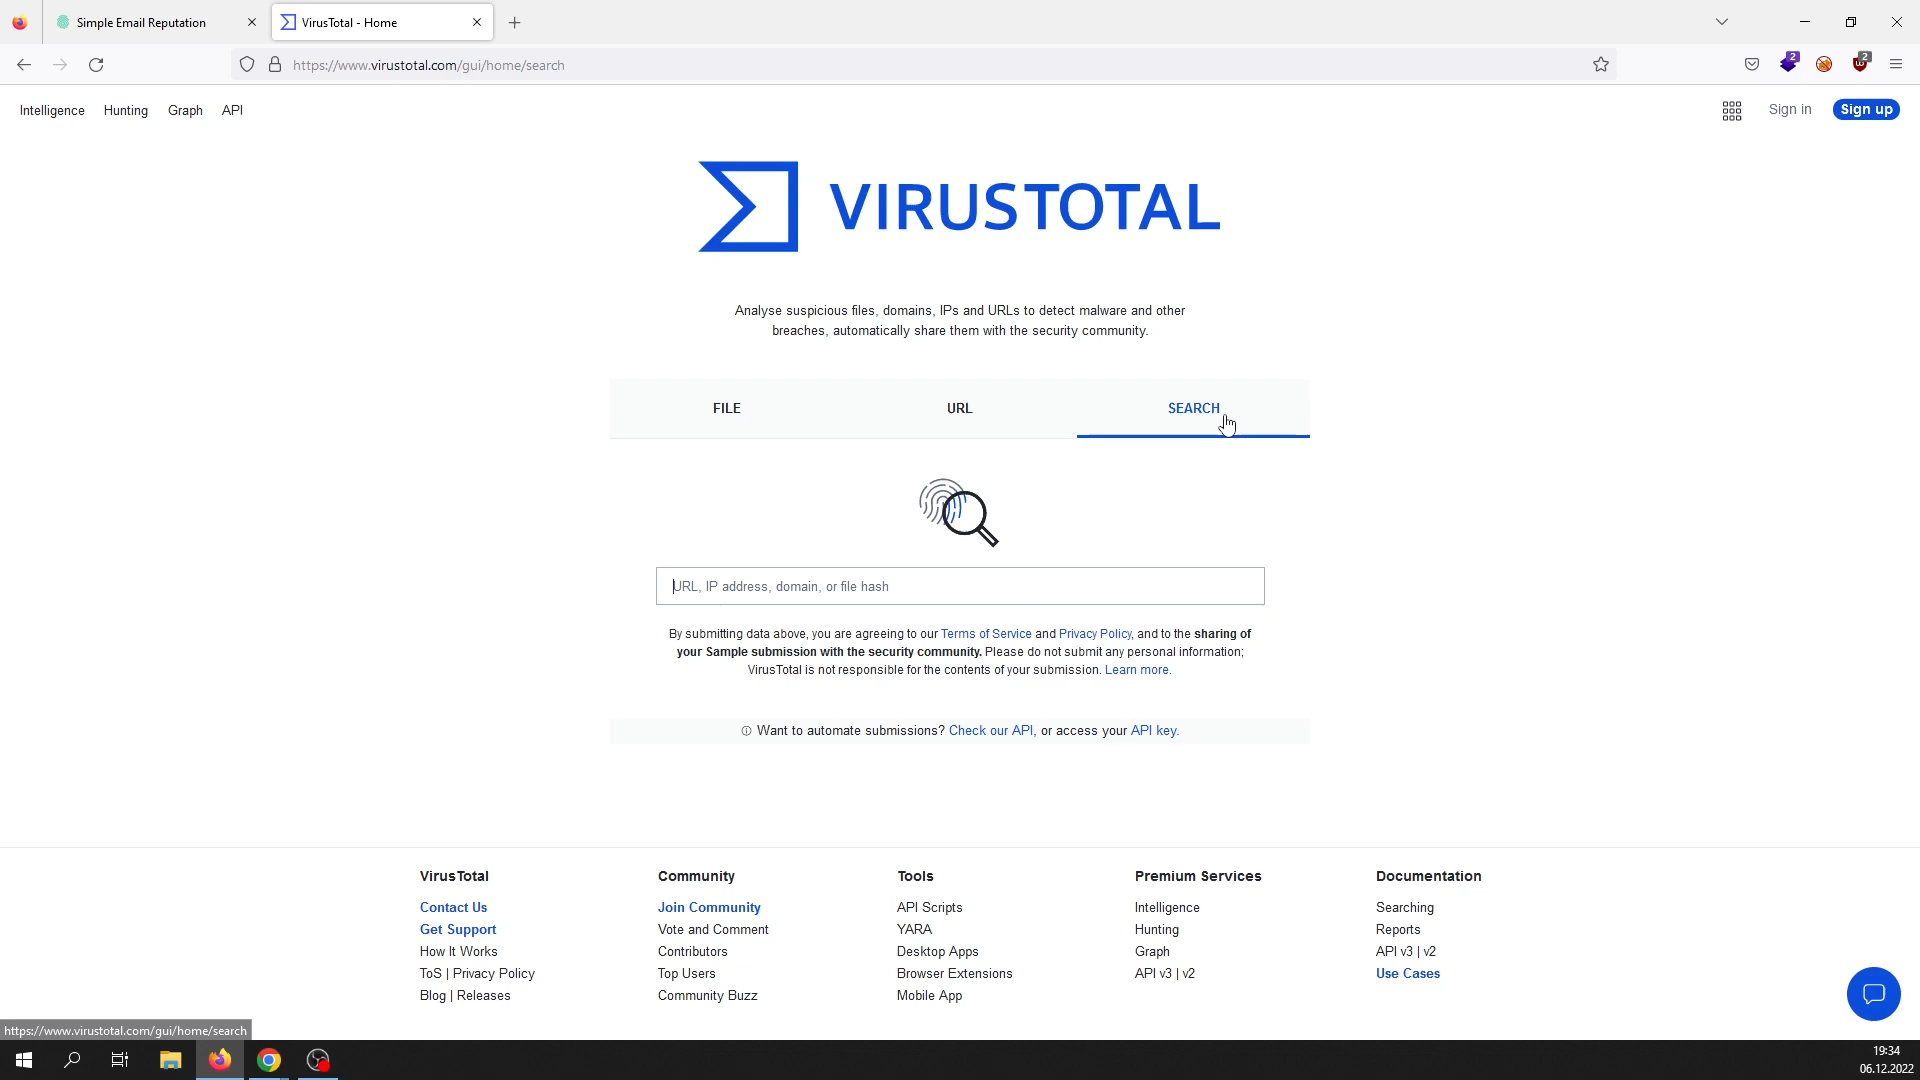 Simple Email Reputation
VirusTotal - Home
https://www.virustotal.com/gui/home/search
2
2
Intelligence Hunting Graph API
Sign in Sign up
VIRUSTOTAL
Analyse suspicious files, domains, IPs and URLs to detect malware and other
breaches, automatically share them with the security community.
FILE URL SEARCH
URL, IP address, domain, or file hash
By submitting data above, you are agreeing to our Terms of Service and Privacy Policy, and to the sharing of
your Sample submission with the security community. Please do not submit any personal information;
VirusTotal is not responsible for the contents of your submission. Learn more.
Want to automate submissions? Check our API, or access your API key.
VirusTotal
Contact Us
Get Support
How It Works
ToS | Privacy Policy
Blog | Releases
Community
Join Community
Vote and Comment
Contributors
Top Users
Community Buzz
Tools
API Scripts
YARA
Desktop Apps
Browser Extensions
Mobile App
Premium Services
Intelligence
Hunting
Graph
API v3 | v2
Documentation
Searching
Reports
API v3 | v2
Use Cases
https://www.virustotal.com/gui/home/search
19:34
06.12.2022